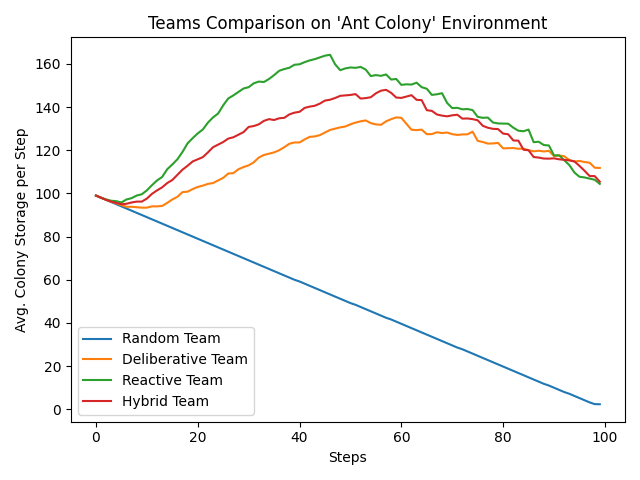 Teams Comparison on 'Ant Colony' Environment
Avg. Colony Storage per Step
160
140
120
100
80
60
40
20
0
Random Team
Deliberative Team
Reactive Team
Hybrid Team
0 20 40 60 80 100
Steps